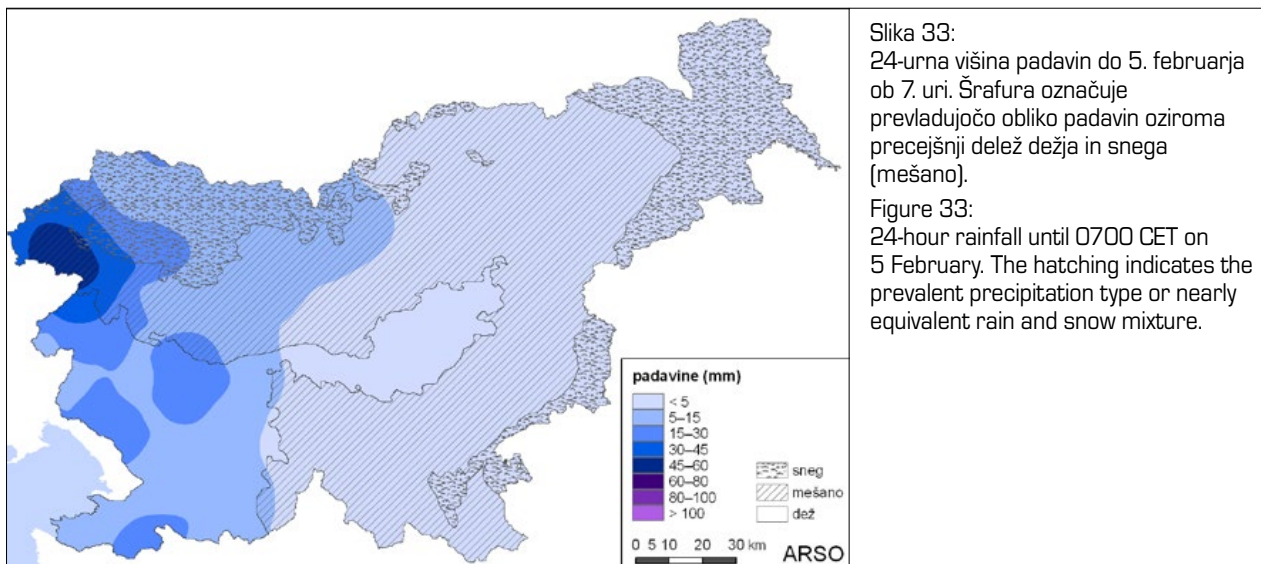 Slika 33:
24-urna višina padavin do 5. februarja
ob 7. uri. Šrafura označuje
prevladujočo obliko padavin oziroma
precejšnji delež dežja in snega
(mešano).
Figure 33:
24-hour rainfall until 0700 CET on
5 February. The hatching indicates the
prevalent precipitation type or nearly
equivalent rain and snow mixture.
padavine (mm)
< 5
5–15
15–30
30–45
45–60
60–80
80–100
> 100
sneg
mešano
dež
0 5 10 20 30 km
ARSO